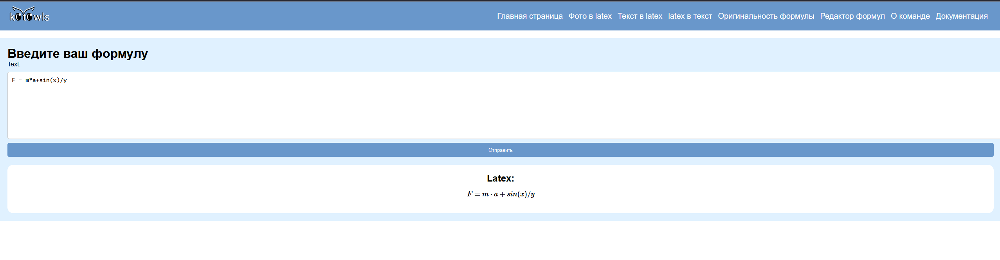 kotowls
Главная страница Фото в latex Текст в latex latex в текст Оригинальность формулы Редактор формул О команде Документация
Введите ваш формулу
Text:
F = m*a+sin(x)/y
Отправить
Latex:
F = m · a + sin(x)/y